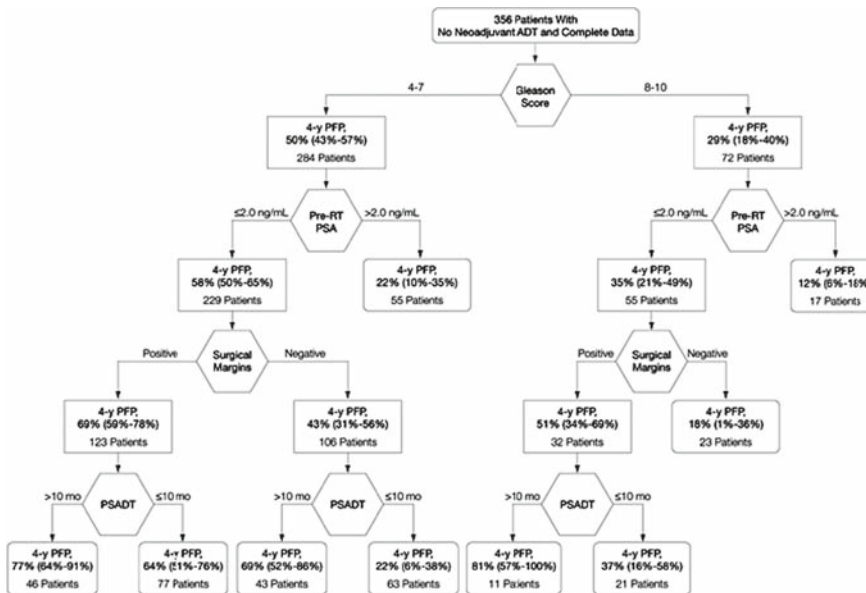 356 Patients With
No Neoadjuvant ADT and Complete Data
4-7
Gleason
Score
8-10
4-y PFP,
50% (43%-57%)
284 Patients
4-y PFP,
29% (18%-40%)
72 Patients
≤2.0 ng/mL
Pre-RT
PSA
>2.0 ng/mL
≤2.0 ng/mL
Pre-RT
PSA
>2.0 ng/mL
4-y PFP,
58% (50%-65%)
229 Patients
4-y PFP,
22% (10%-35%)
55 Patients
4-y PFP,
35% (21%-49%)
55 Patients
4-y PFP,
12% (6%-18%
17 Patients
Positive
Surgical
Margins
Negative
Positive
Surgical
Margins
Negative
4-y PFP,
69% (59%-78%)
123 Patients
4-y PFP,
43% (31%-56%)
106 Patients
4-y PFP,
51% (34%-69%)
32 Patients
4-y PFP,
18% (1%-36%)
23 Patients
>10 mo
PSADT
≤10 mo
>10 mo
PSADT
≤10 mo
>10 mo
PSADT
≤10 mo
4-y PFP,
77% (64%-91%)
46 Patients
4-y PFP,
64% (51%-76%)
77 Patients
4-y PFP,
69% (52%-86%)
43 Patients
4-y PFP,
22% (6%-38%)
63 Patients
4-y PFP,
81% (57%-100%)
11 Patients
4-y PFP,
37% (16%-58%)
21 Patients